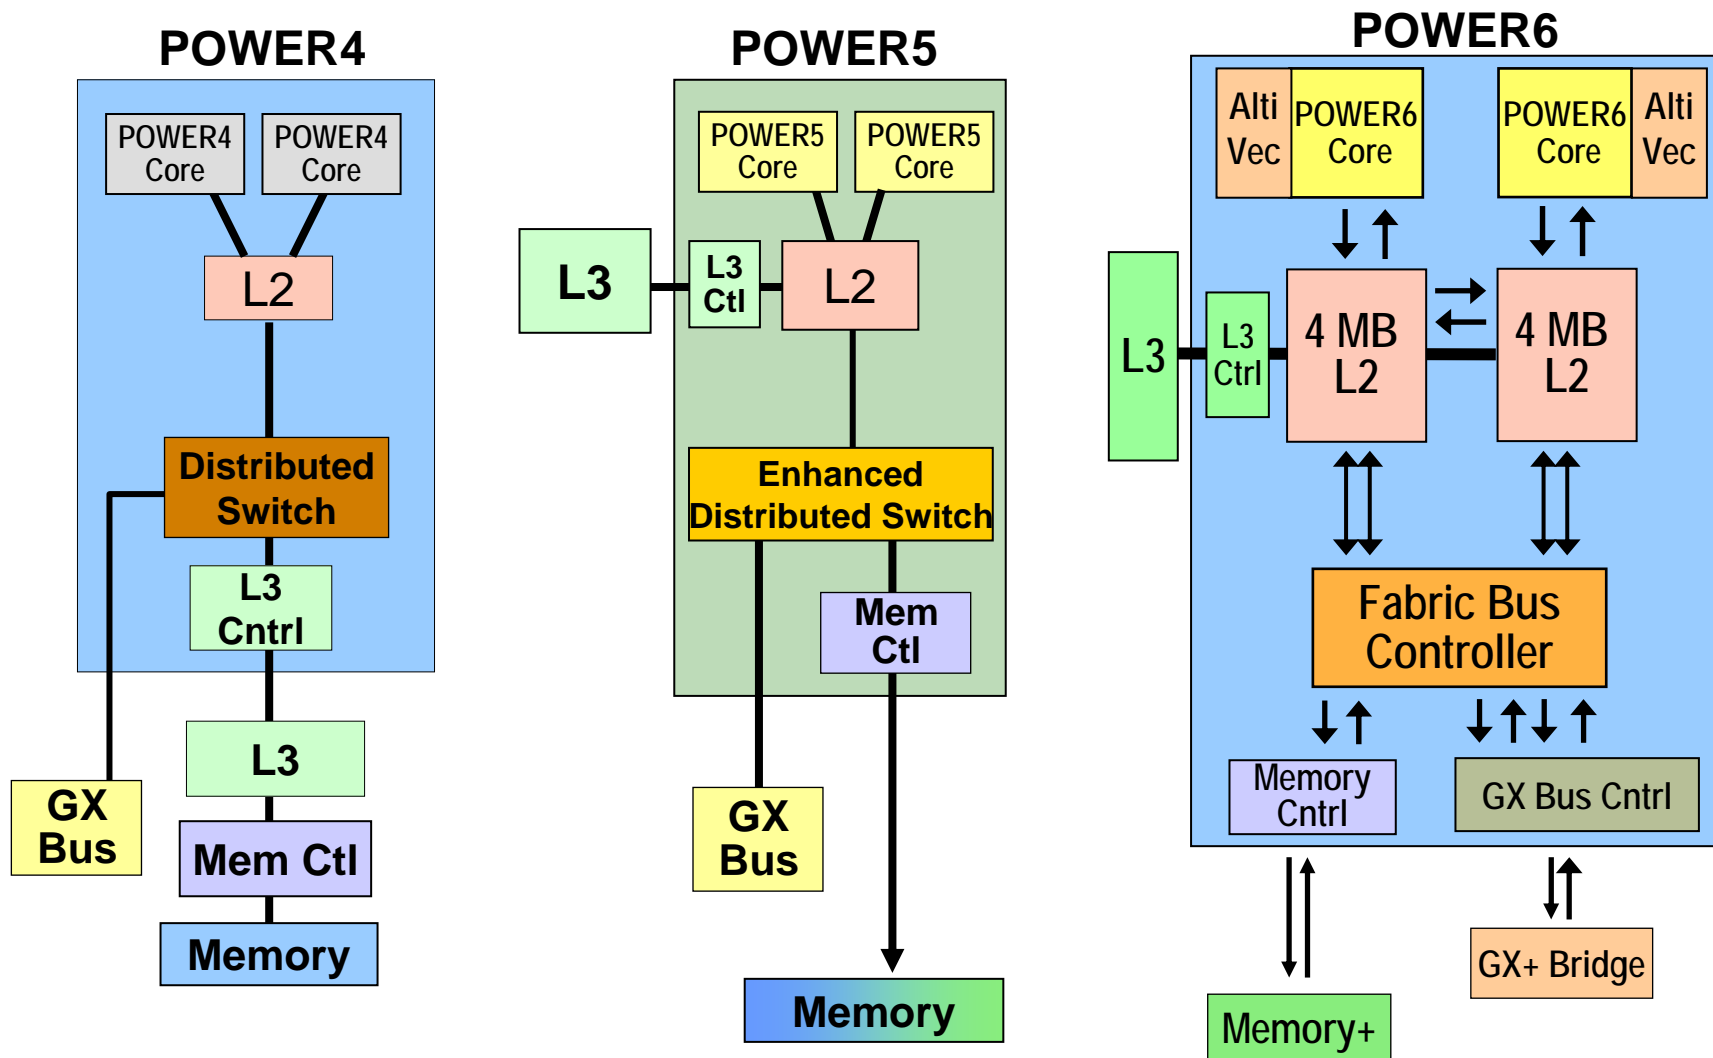 POWER4
POWER4
Core
POWER4
Core
L2
Distributed
Switch
L3
Cntrl
L3
GX
Bus
Mem Ctl
Memory
POWER5
POWER5
Core
POWER5
Core
L3
L3
Ctl
L2
Enhanced
Distributed Switch
Mem
Ctl
GX
Bus
Memory
POWER6
Alti
Vec
POWER6
Core
POWER6
Core
Alti
Vec
L3
L3
Ctrl
4 MB
L2
4 MB
L2
Fabric Bus
Controller
Memory
Cntrl
GX Bus Cntrl
GX+ Bridge
Memory+